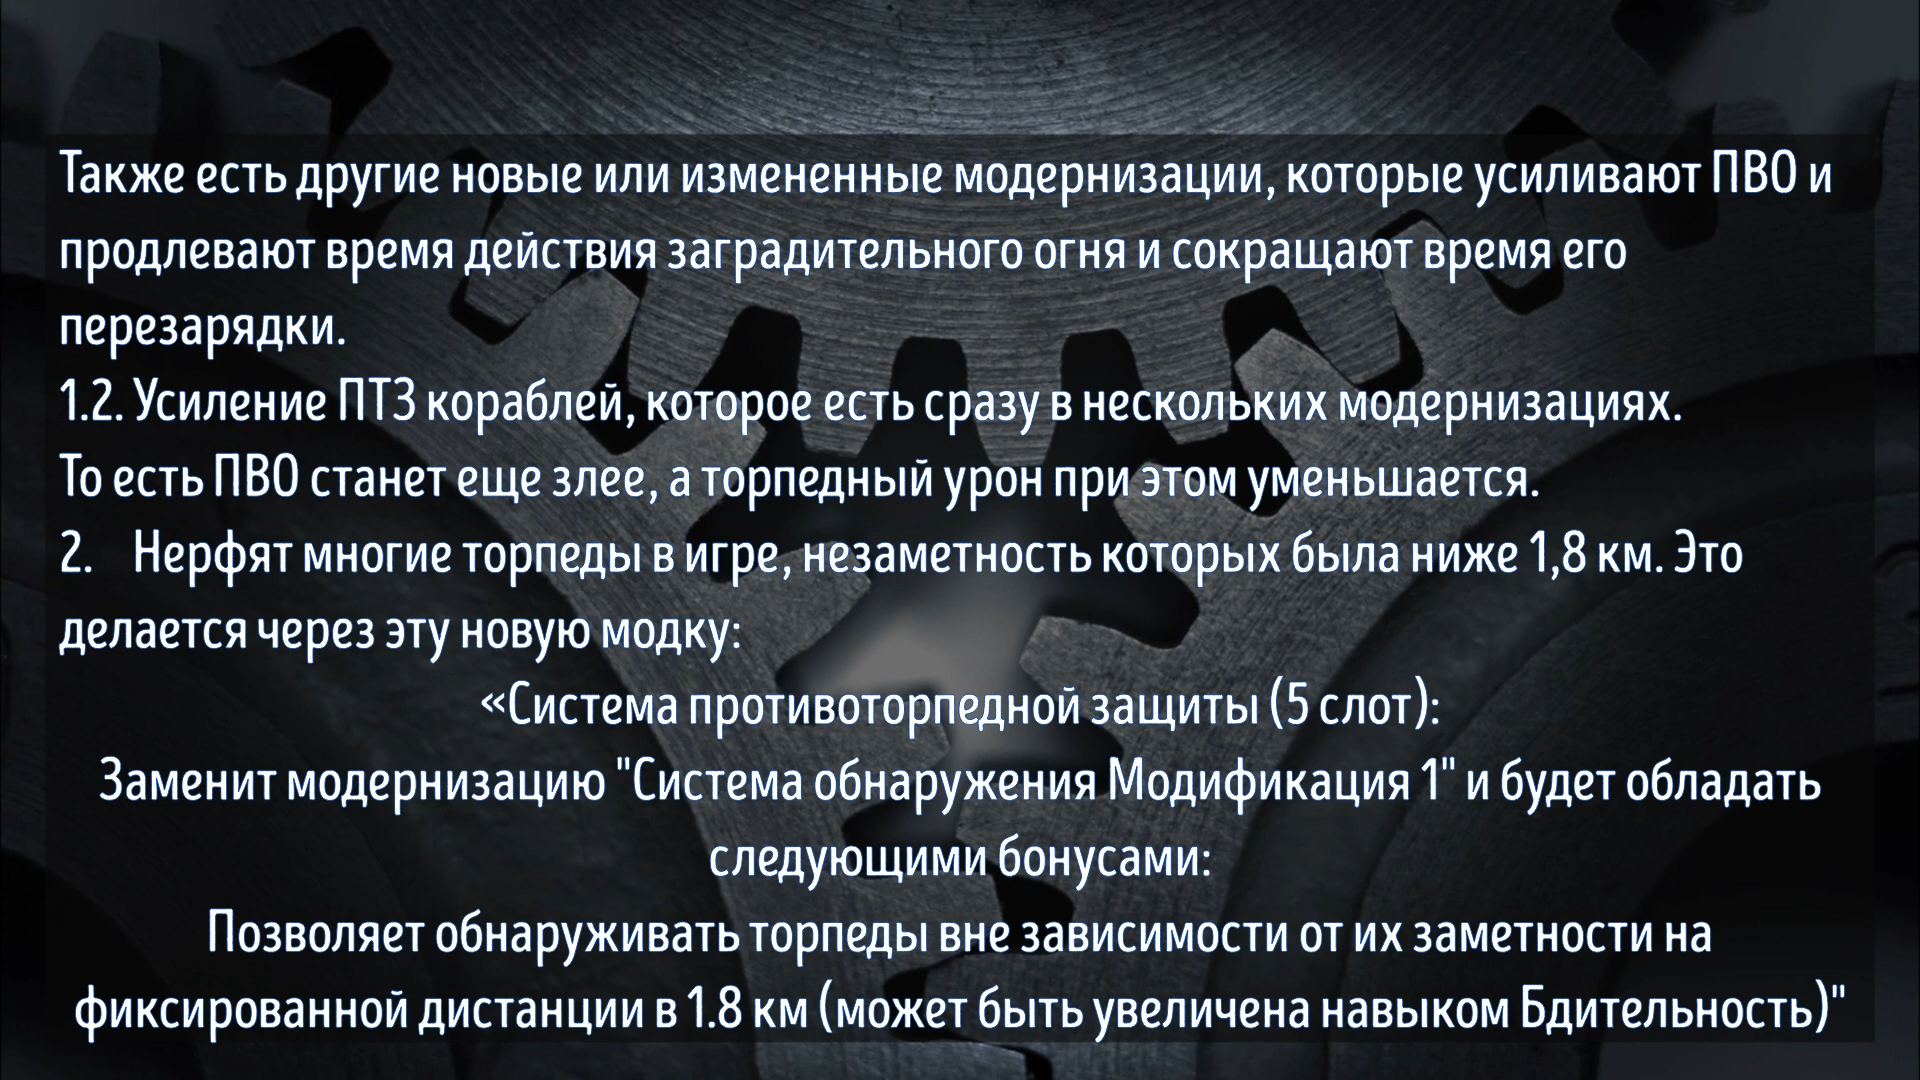 Также есть другие новые или измененные модернизации, которые усиливают ПВО и
продлевают время действия заградительного огня и сокращают время его
перезарядки.
1.2. Усиление ПТЗ кораблей, которое есть сразу в нескольких модернизациях.
То есть ПВО станет еще злее, а торпедный урон при этом уменьшается.
2. Нерфят многие торпеды в игре, незаметность которых была ниже 1,8 км. Это
делается через эту новую модку:
«Система противоторпедной защиты (5 слот):
Заменит модернизацию "Система обнаружения Модификация 1" и будет обладать
следующими бонусами:
Позволяет обнаруживать торпеды вне зависимости от их заметности на
фиксированной дистанции в 1.8 км (может быть увеличена навыком Бдительность)"